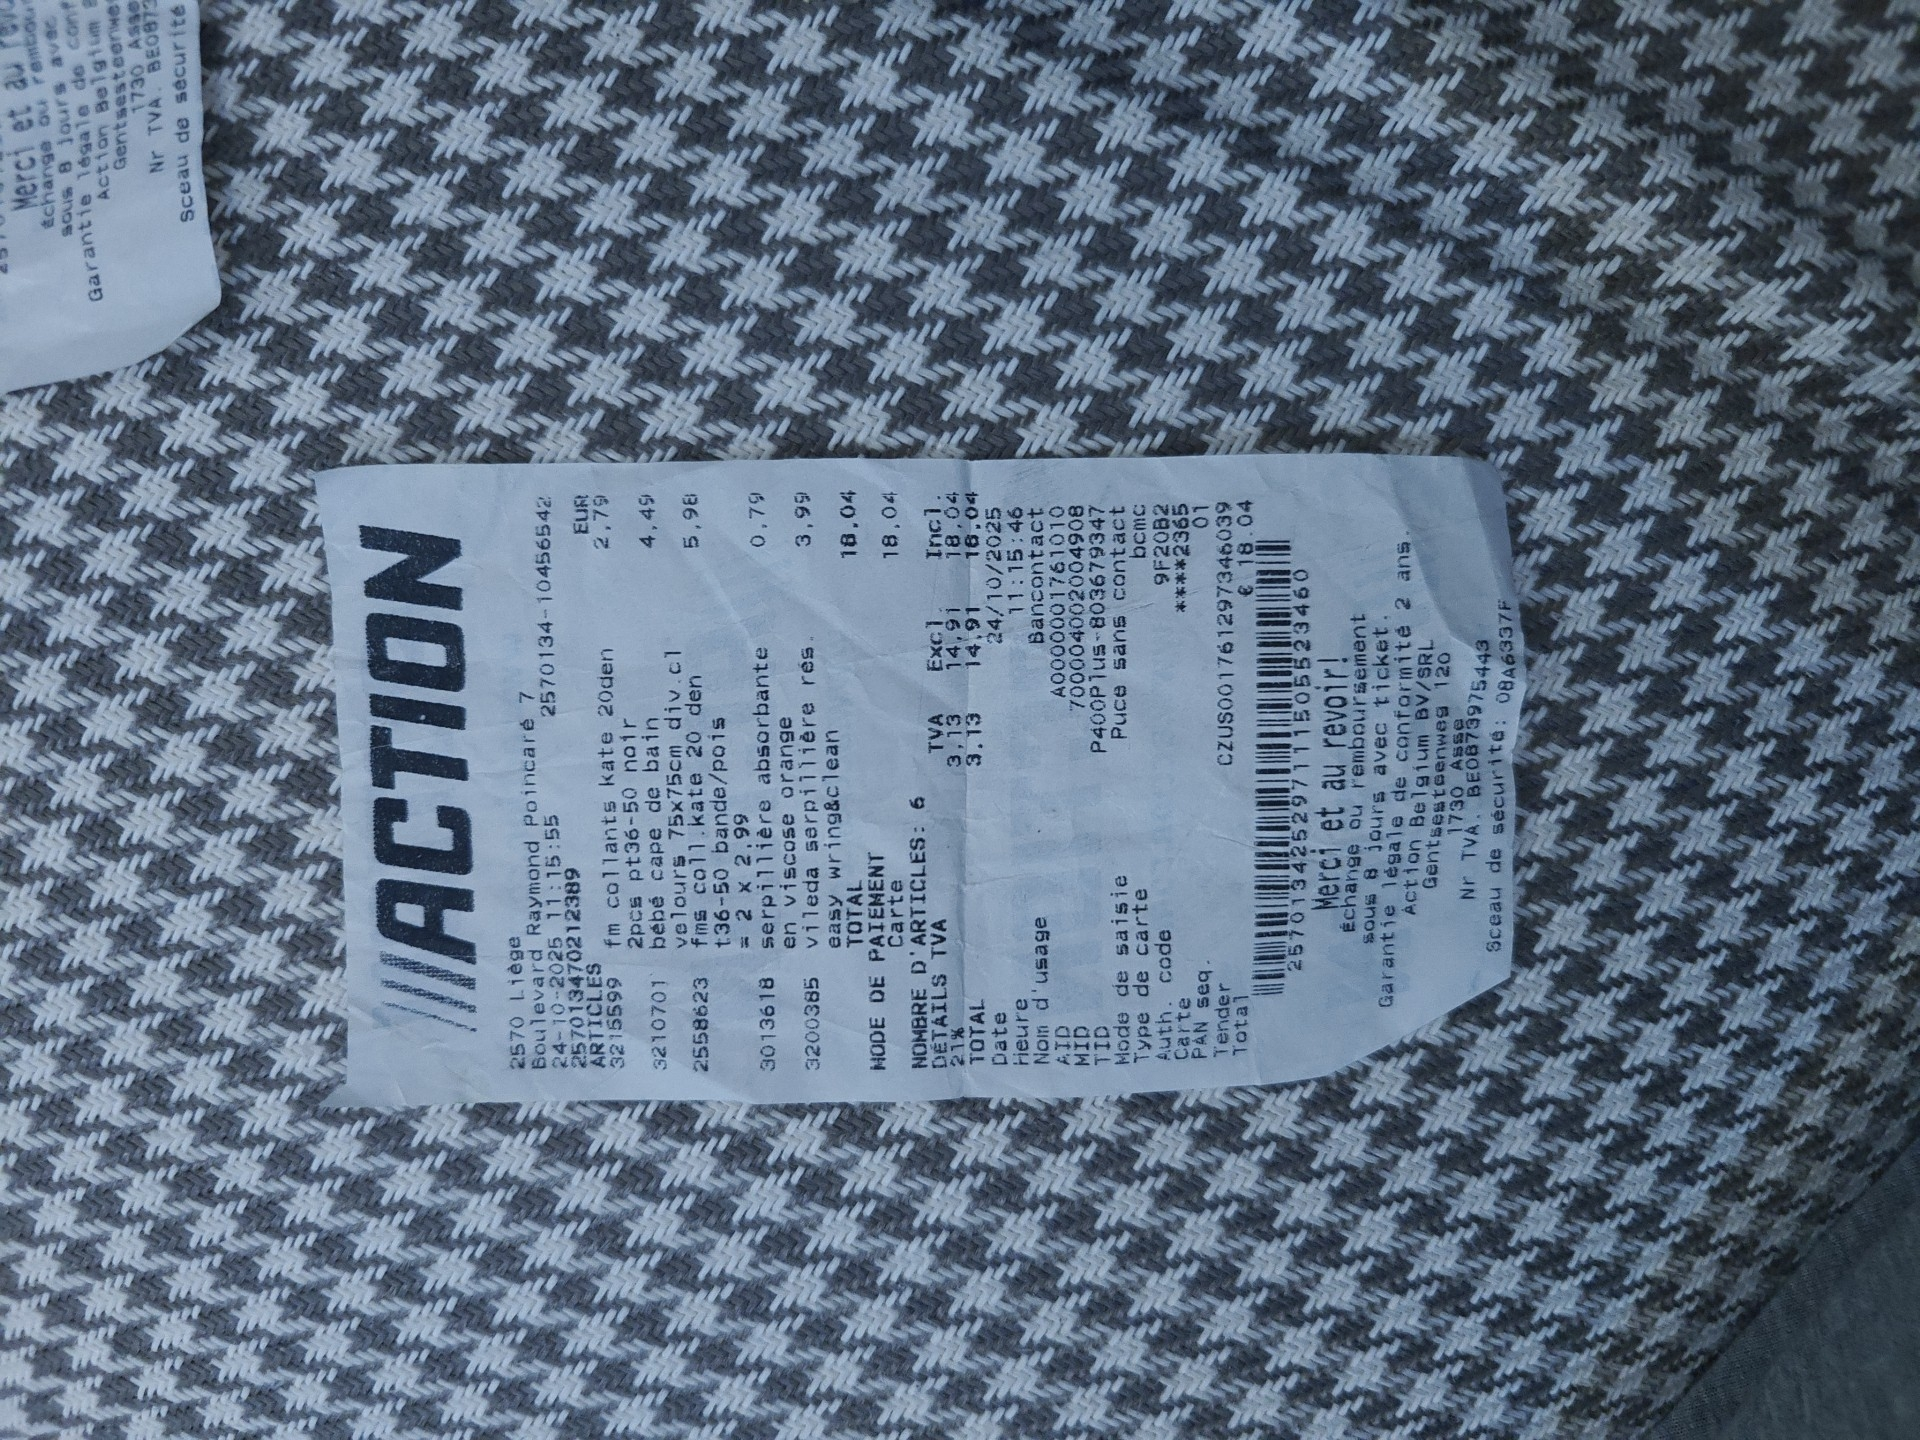 ///ACTION
2570 Liège
Boulevard Raymond Poincaré 7
24-10-2025 11:15:55 2570134-10456542
257013470212389
ARTICLES EUR
3215599 fm collants kate 20den 2,79
2pcs pt36-50 noir
3210701 bébé cape de bain 4,49
velours 75x75cm div.cl
2558623 fms coll.kate 20 den 5,98
t36-50 bande/pois
= 2 x 2,99
3013618 serpillière absorbante 0,79
en viscose orange
3200385 vileda serpillière rés. 3,99
easy wring&clean
TOTAL 18.04
MODE DE PAIEMENT
Carte 18.04
NOMBRE D'ARTICLES: 6
DÉTAILS TVA TVA Excl. Incl.
21% 3,13 14,91 18,04
TOTAL 3.13 14,91 18.04
Date 24/10/2025
Heure 11:15:46
Nom d'usage Bancontact
AID A0000001761010
MID 700004002004908
TID P400Plus-803679347
Mode de saisie Puce sans contact
Type de carte bcmc
Auth. code 9F20B2
Carte ****2365
PAN seq. 01
Tender CZUS001761297346039
Total € 18.04
2570134252971115055234​60
Merci et au revoir!
Échange ou remboursement
sous 8 jours avec ticket.
Garantie légale de conformité 2 ans.
Action Belgium BV/SRL
Gentsesteenweg 120
1730 Asse
Nr TVA. BE0873975443
Sceau de sécurité: 08A6337F
Merci et au
Échange ou
sous 8 jours avec
Garantie légale de
Action Belgium
1730
Nr TVA.
Sceau de sécurité